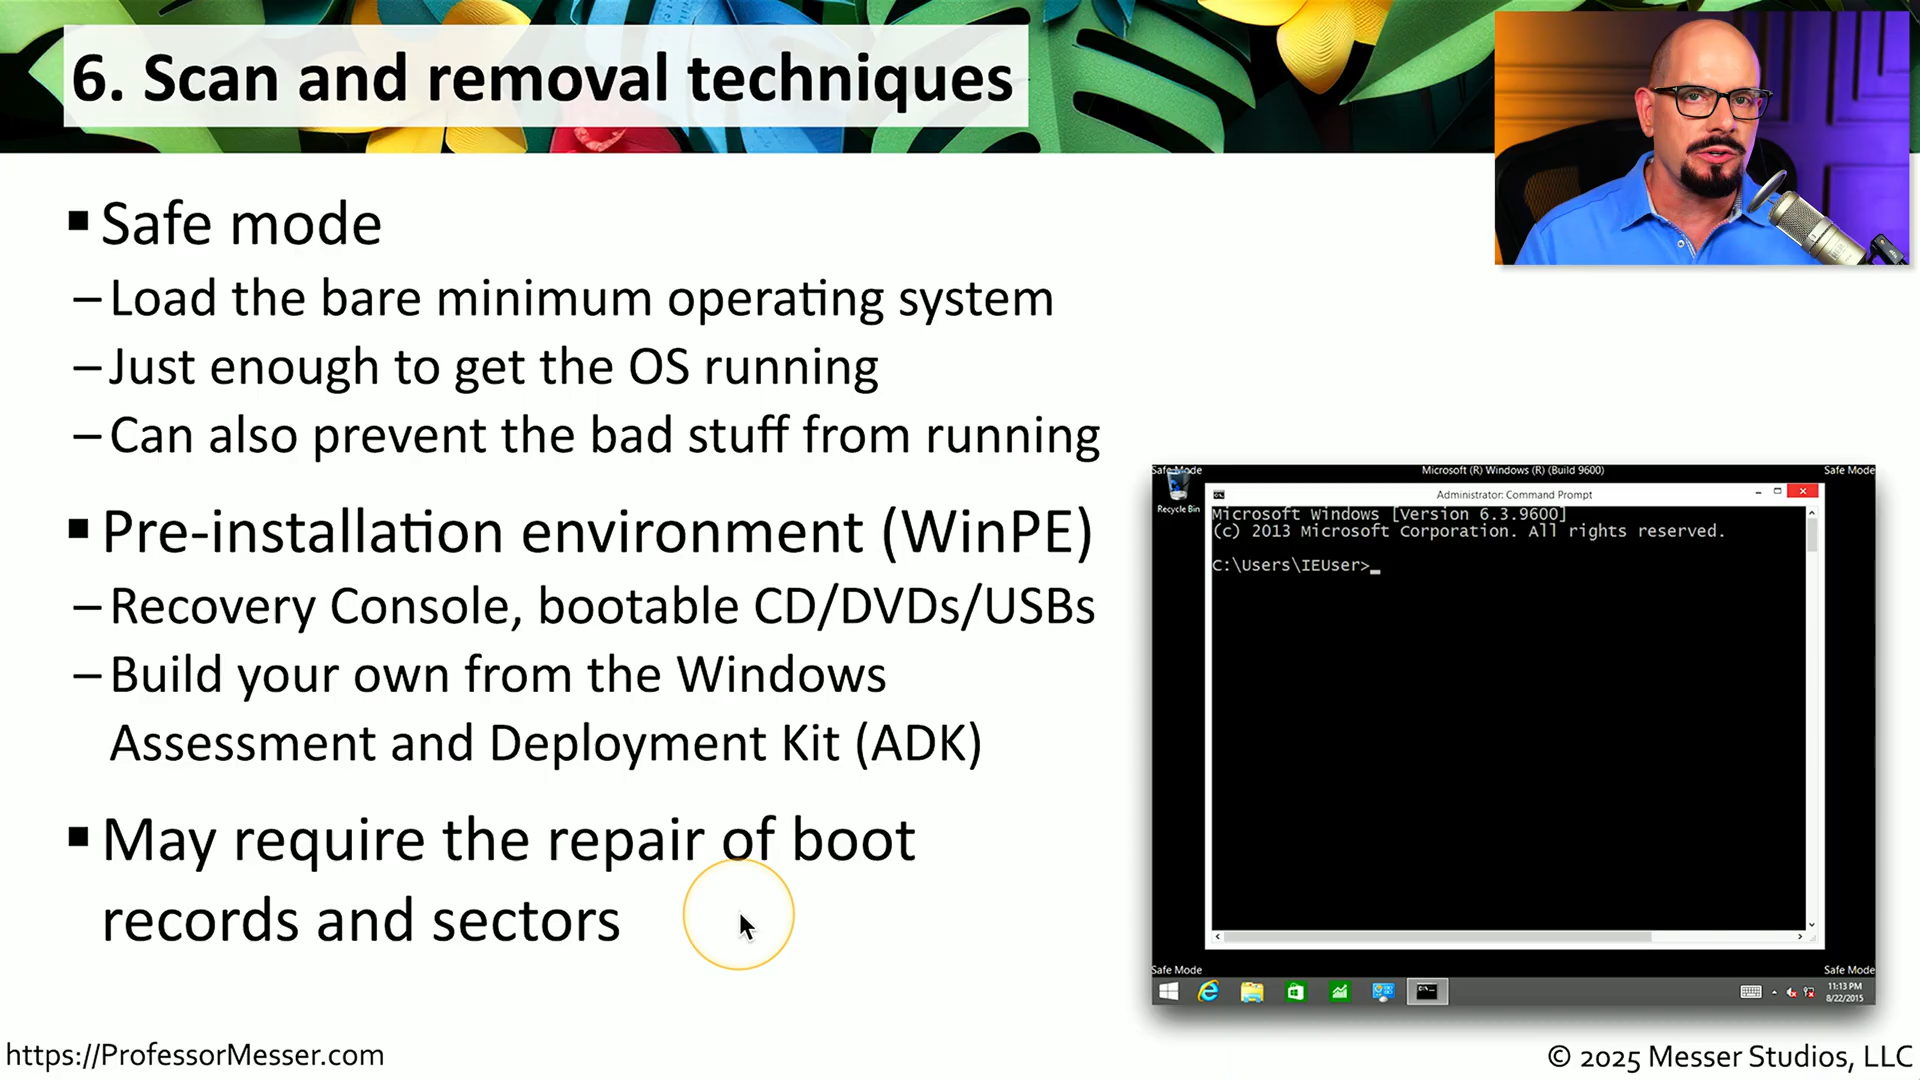 6. Scan and removal techniques
▪ Safe mode
– Load the bare minimum operating system
– Just enough to get the OS running
– Can also prevent the bad stuff from running
▪ Pre-installation environment (WinPE)
– Recovery Console, bootable CD/DVDs/USBs
– Build your own from the Windows
Assessment and Deployment Kit (ADK)
▪ May require the repair of boot
records and sectors
Safe Mode
Microsoft (R) Windows (R) (Build 9600)
Safe Mode
Recycle Bin
Administrator: Command Prompt
Microsoft Windows [Version 6.3.9600]
(c) 2013 Microsoft Corporation. All rights reserved.
C:\Users\IEUser>_
Safe Mode
Safe Mode
11:13 PM
8/22/2015
https://ProfessorMesser.com
© 2025 Messer Studios, LLC